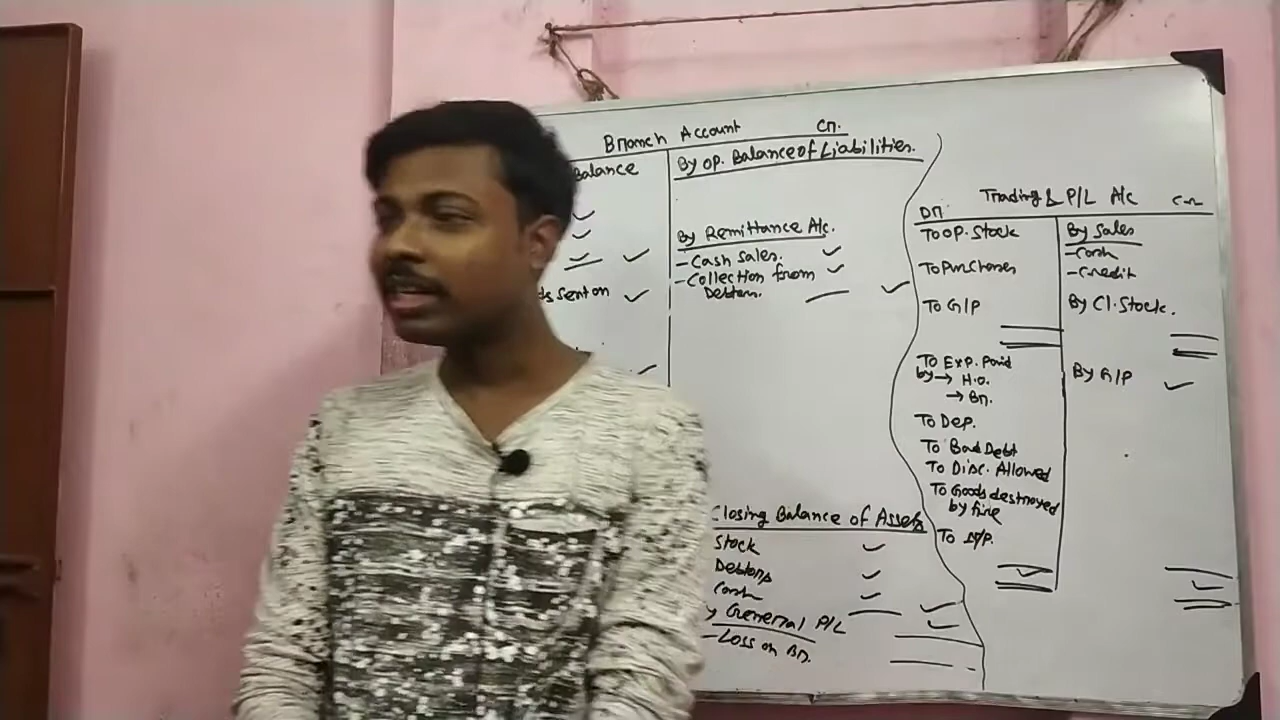 Branch Account Cr.
Balance
By op. Balance of Liabilities.
By Remittance A/c.
-Cash Sales.
-Collection from
Debtors.
ds sent on
Closing Balance of Assets
Stock
Debtors
Cash
y General P/L
-Loss on Br.
Trading & P/L A/c
Dr. Cr
To op. Stock
To Purchases
To G/P
To Exp. Paid
by→ H.O.
→ Br.
To Dep.
To Bad Debt
To Disc. Allowed
To Goods destroyed
by fire
To N/P.
By Sales
-Cash
-Credit
By Cl. Stock.
By G/P